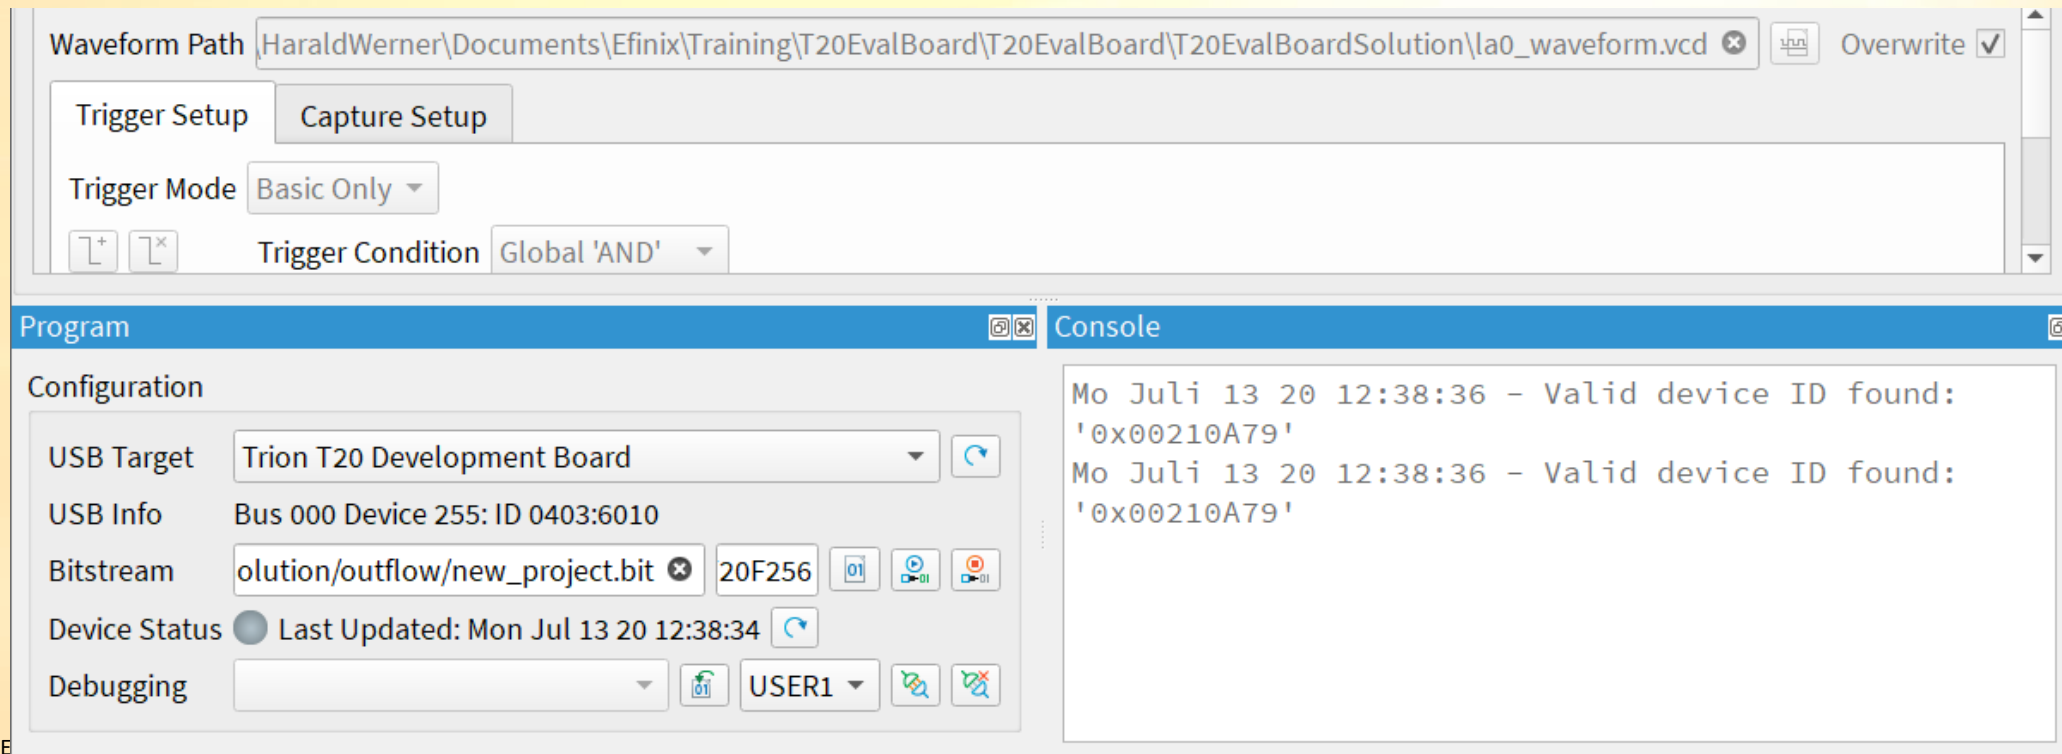 Waveform Path \HaraldWerner\Documents\Efinix\Training\T20EvalBoard\T20EvalBoard\T20EvalBoardSolution\la0_waveform.vcd Overwrite
Trigger Setup Capture Setup
Trigger Mode Basic Only
Trigger Condition Global 'AND'
Program
Configuration
USB Target Trion T20 Development Board
USB Info Bus 000 Device 255: ID 0403:6010
Bitstream olution/outflow/new_project.bit 20F256
Device Status Last Updated: Mon Jul 13 20 12:38:34
Debugging USER1
Console
Mo Juli 13 20 12:38:36 – Valid device ID found:
'0x00210A79'
Mo Juli 13 20 12:38:36 – Valid device ID found:
'0x00210A79'
E